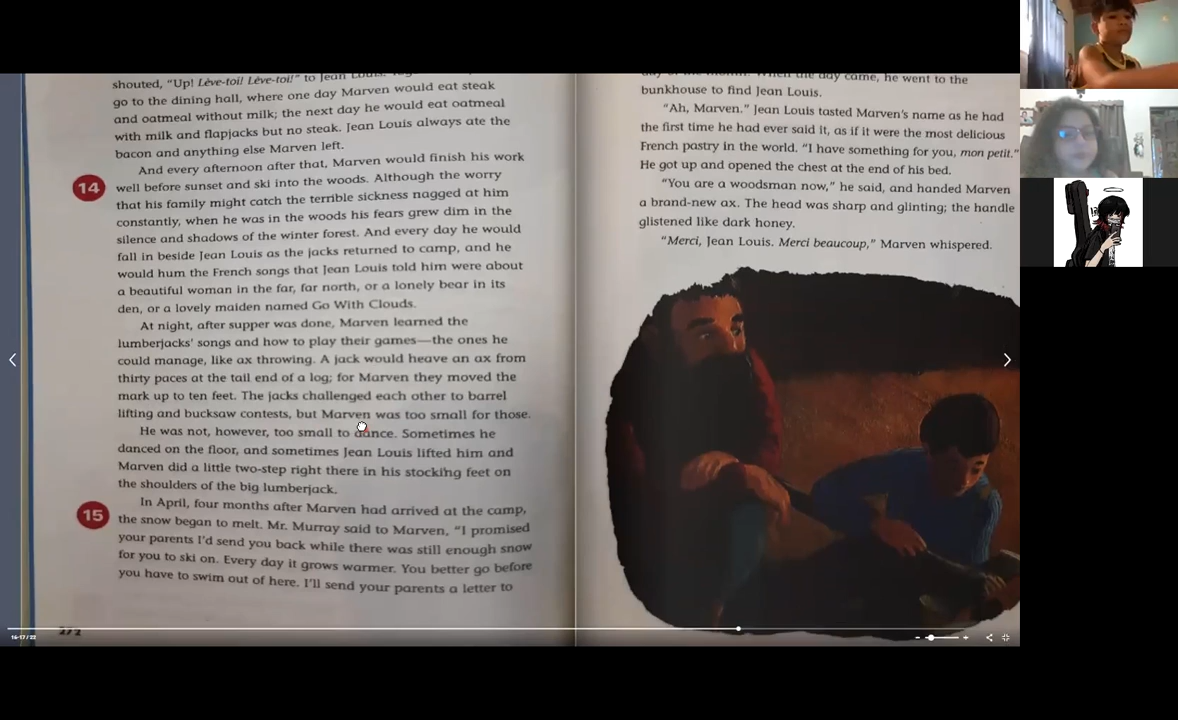 shouted, "Up! Lève-toi! Lève-toi!" to Jean Louis.
go to the dining hall, where one day Marven would eat steak
and oatmeal without milk; the next day he would eat oatmeal
with milk and flapjacks but no steak. Jean Louis always ate the
bacon and anything else Marven left.
And every afternoon after that, Marven would finish his work
14
well before sunset and ski into the woods. Although the worry
that his family might catch the terrible sickness nagged at him
constantly, when he was in the woods his fears grew dim in the
silence and shadows of the winter forest. And every day he would
fall in beside Jean Louis as the jacks returned to camp, and he
would hum the French songs that Jean Louis told him were about
a beautiful woman in the far, far north, or a lonely bear in its
den, or a lovely maiden named Go With Clouds.
At night, after supper was done, Marven learned the
lumberjacks' songs and how to play their games—the ones he
could manage, like ax throwing. A jack would heave an ax from
thirty paces at the tail end of a log; for Marven they moved the
mark up to ten feet. The jacks challenged each other to barrel
lifting and bucksaw contests, but Marven was too small for those.
He was not, however, too small to dance. Sometimes he
danced on the floor, and sometimes Jean Louis lifted him and
Marven did a little two-step right there in his stocking feet on
the shoulders of the big lumberjack.
15
In April, four months after Marven had arrived at the camp,
the snow began to melt. Mr. Murray said to Marven, "I promised
your parents I'd send you back while there was still enough snow
for you to ski on. Every day it grows warmer. You better go before
you have to swim out of here. I'll send your parents a letter to
272
16-17 / 22
day of the month. When the day came, he went to the
bunkhouse to find Jean Louis.
"Ah, Marven." Jean Louis tasted Marven's name as he had
the first time he had ever said it, as if it were the most delicious
French pastry in the world. "I have something for you, mon petit."
He got up and opened the chest at the end of his bed.
"You are a woodsman now," he said, and handed Marven
a brand-new ax. The head was sharp and glinting; the handle
glistened like dark honey.
"Merci, Jean Louis. Merci beaucoup," Marven whispered.